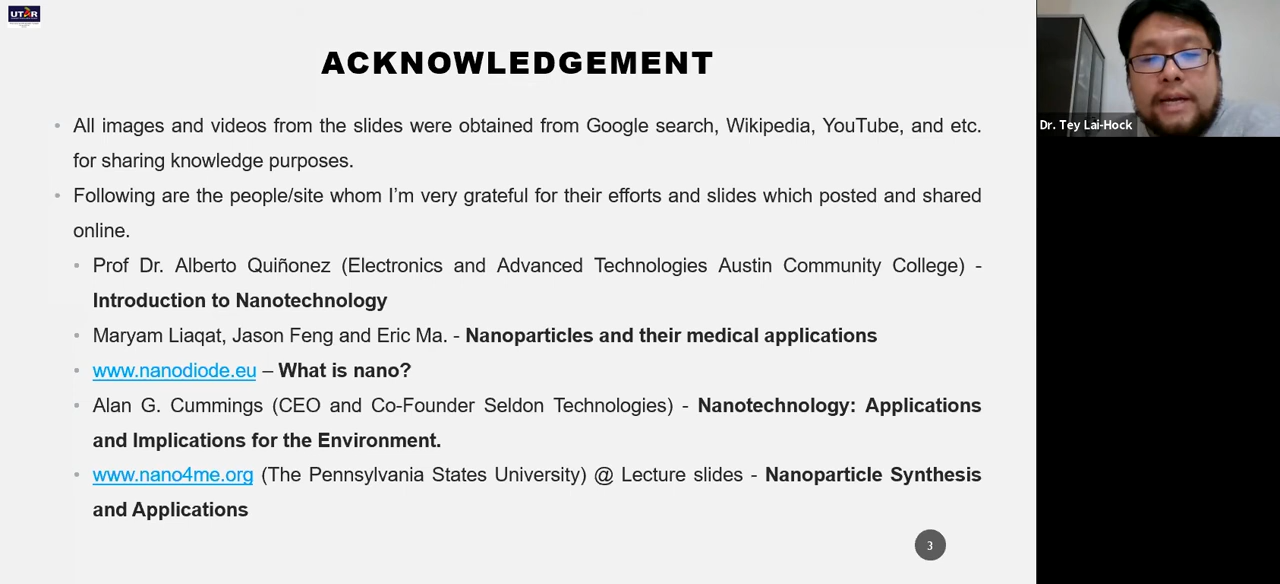 UTAR
ACKNOWLEDGEMENT
• All images and videos from the slides were obtained from Google search, Wikipedia, YouTube, and etc.
for sharing knowledge purposes.
• Following are the people/site whom I’m very grateful for their efforts and slides which posted and shared
online.
• Prof Dr. Alberto Quiñonez (Electronics and Advanced Technologies Austin Community College) -
Introduction to Nanotechnology
• Maryam Liaqat, Jason Feng and Eric Ma. - Nanoparticles and their medical applications
• www.nanodiode.eu – What is nano?
• Alan G. Cummings (CEO and Co-Founder Seldon Technologies) - Nanotechnology: Applications
and Implications for the Environment.
• www.nano4me.org (The Pennsylvania States University) @ Lecture slides - Nanoparticle Synthesis
and Applications
3
Dr. Tey Lai-Hock